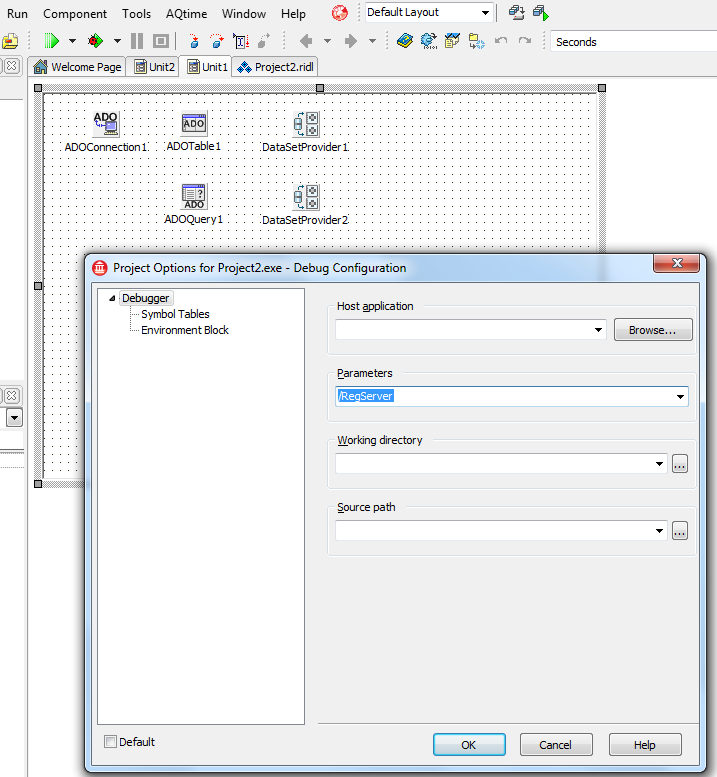 Run Component Tools AQtime Window Help Default Layout
Seconds
Welcome Page Unit2 Unit1 Project2.ridl
ADO ADO
ADOConnection1 ADOTable1 DataSetProvider1
ADO
ADOQuery1 DataSetProvider2
Project Options for Project2.exe - Debug Configuration
Debugger
Symbol Tables
Environment Block
Host application
Browse...
Parameters
/RegServer
Working directory
...
Source path
...
Default
OK Cancel Help